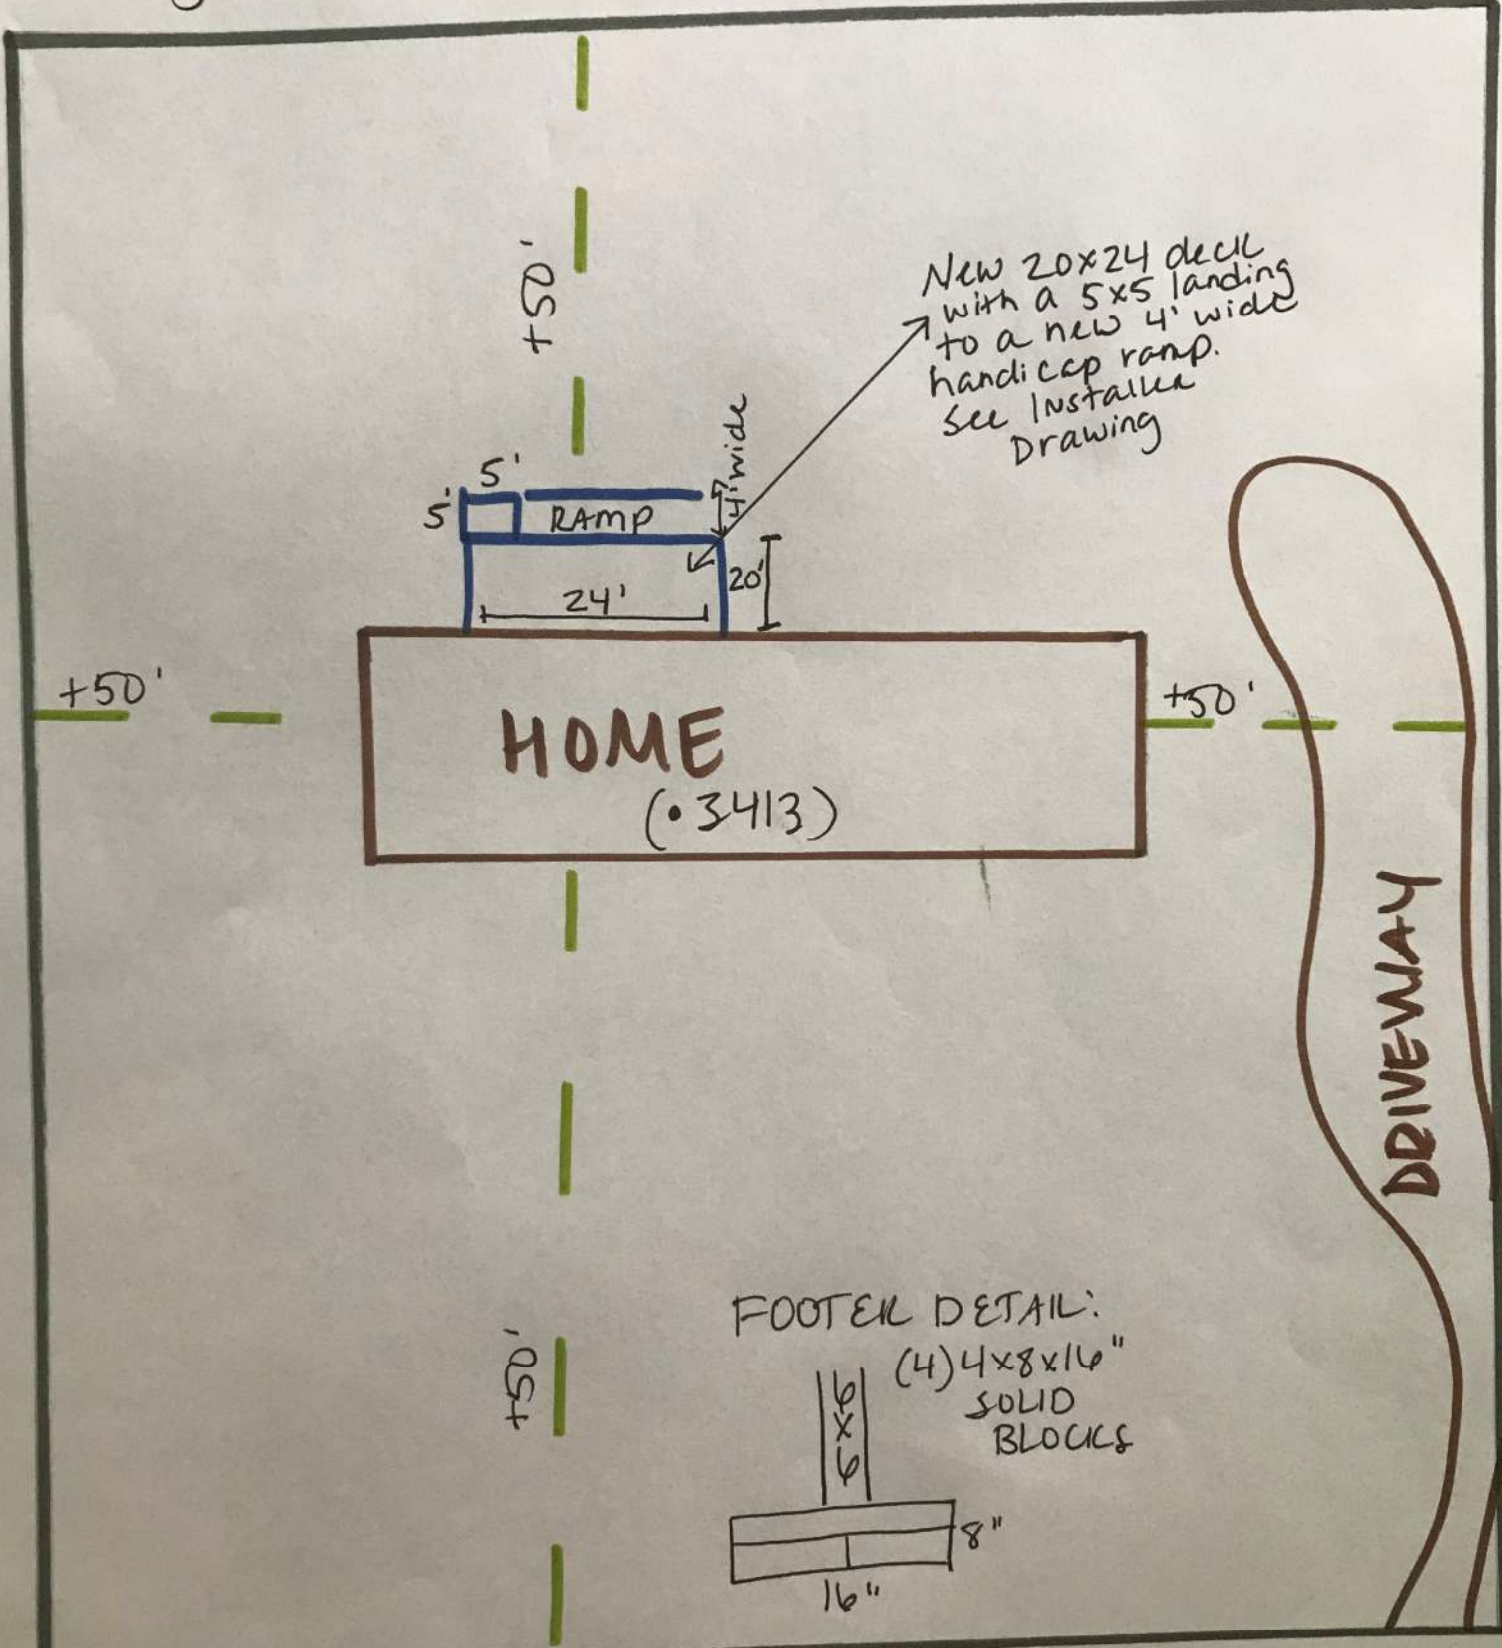 +50'
New 20x24 deck
with a 5x5 landing
to a new 4' wide
handicap ramp.
See Installer
Drawing
4' wide
5'
5'
RAMP
20'
24'
+50'
+50'
HOME
(•3413)
DRIVEWAY
+50'
FOOTER DETAIL:
(4) 4x8x16"
SOLID
BLOCKS
6x6
8"
16"